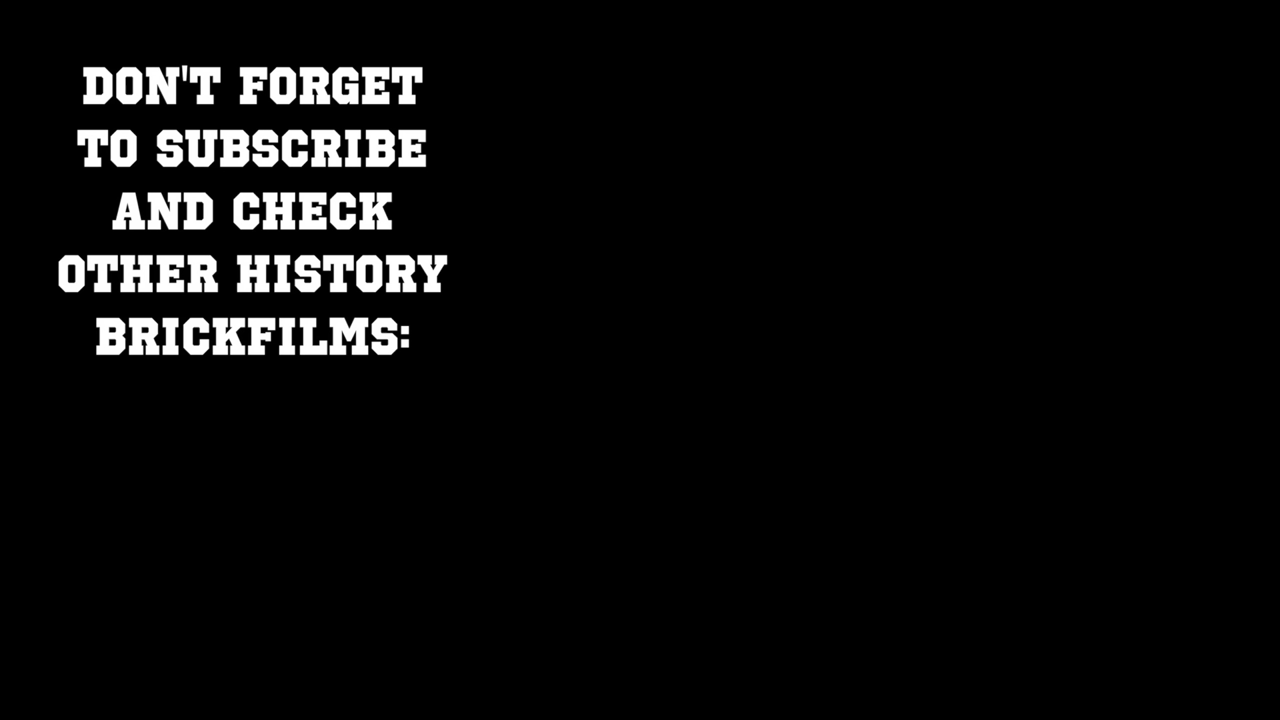 DON'T FORGET
TO SUBSCRIBE
AND CHECK
OTHER HISTORY
BRICKFILMS: